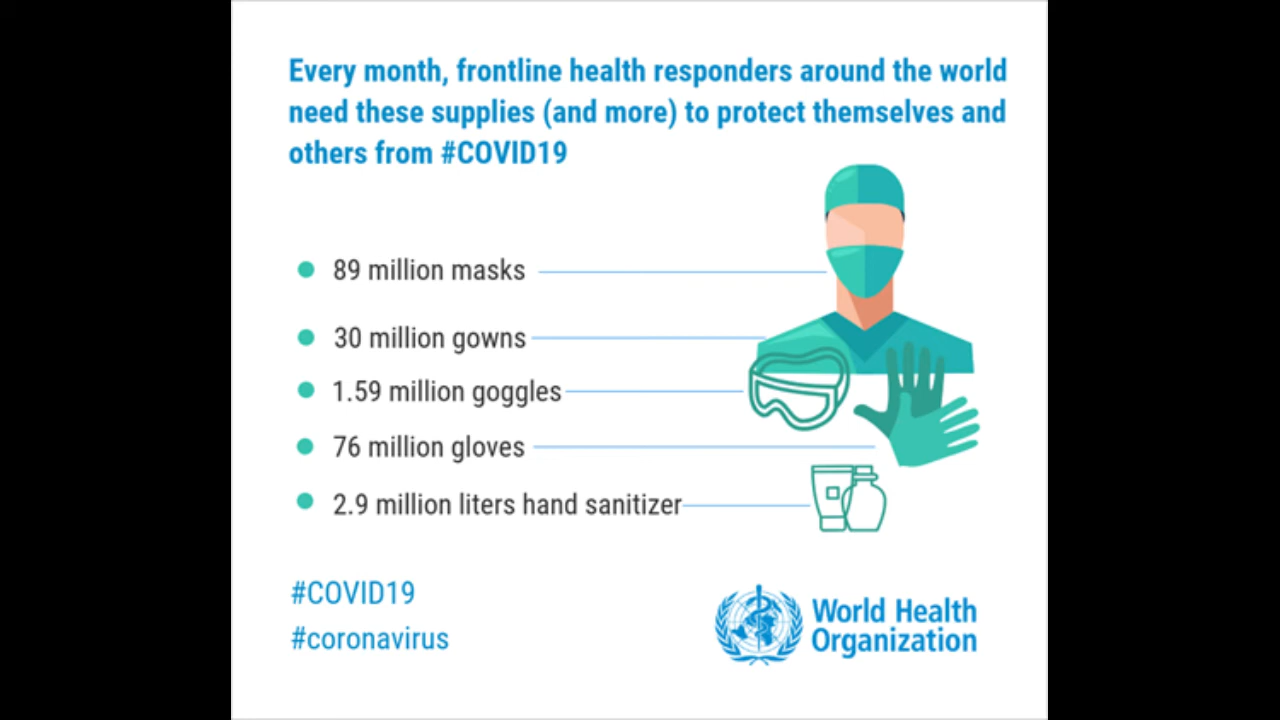 Every month, frontline health responders around the world
need these supplies (and more) to protect themselves and
others from #COVID19
89 million masks
30 million gowns
1.59 million goggles
76 million gloves
2.9 million liters hand sanitizer
#COVID19
#coronavirus
World Health
Organization